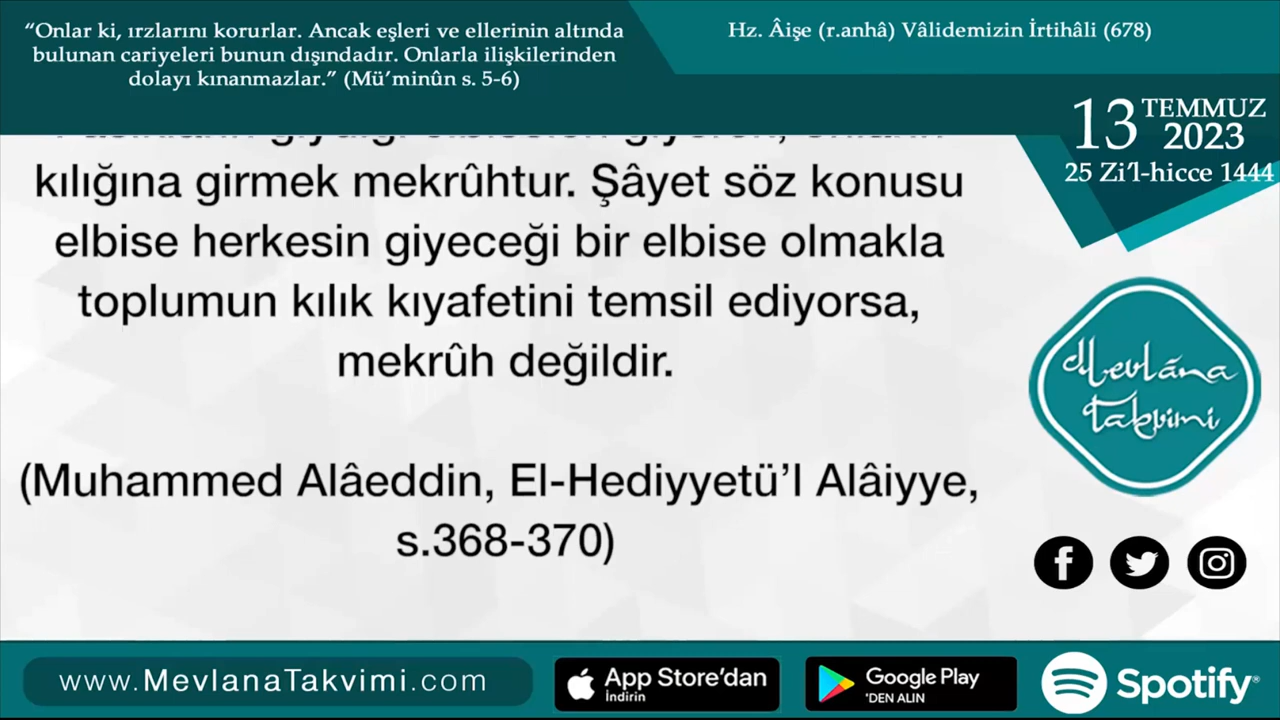 “Onlar ki, ırzlarını korurlar. Ancak eşleri ve ellerinin altında
bulunan cariyeleri bunun dışındadır. Onlarla ilişkilerinden
dolayı kınanmazlar.” (Mü’minûn s. 5-6)
Hz. Âişe (r.anhâ) Vâlidemizin İrtihâli (678)
13 TEMMUZ
2023
25 Zi’l-hicce 1444
kılığına girmek mekrûhtur. Şâyet söz konusu
elbise herkesin giyeceği bir elbise olmakla
toplumun kılık kıyafetini temsil ediyorsa,
mekrûh değildir.
(Muhammed Alâeddin, El-Hediyyetü’l Alâiyye,
s.368-370)
Mevlâna
Takvimi
www.MevlanaTakvimi.com
App Store’dan
İndirin
Google Play
'DEN ALIN
Spotify®